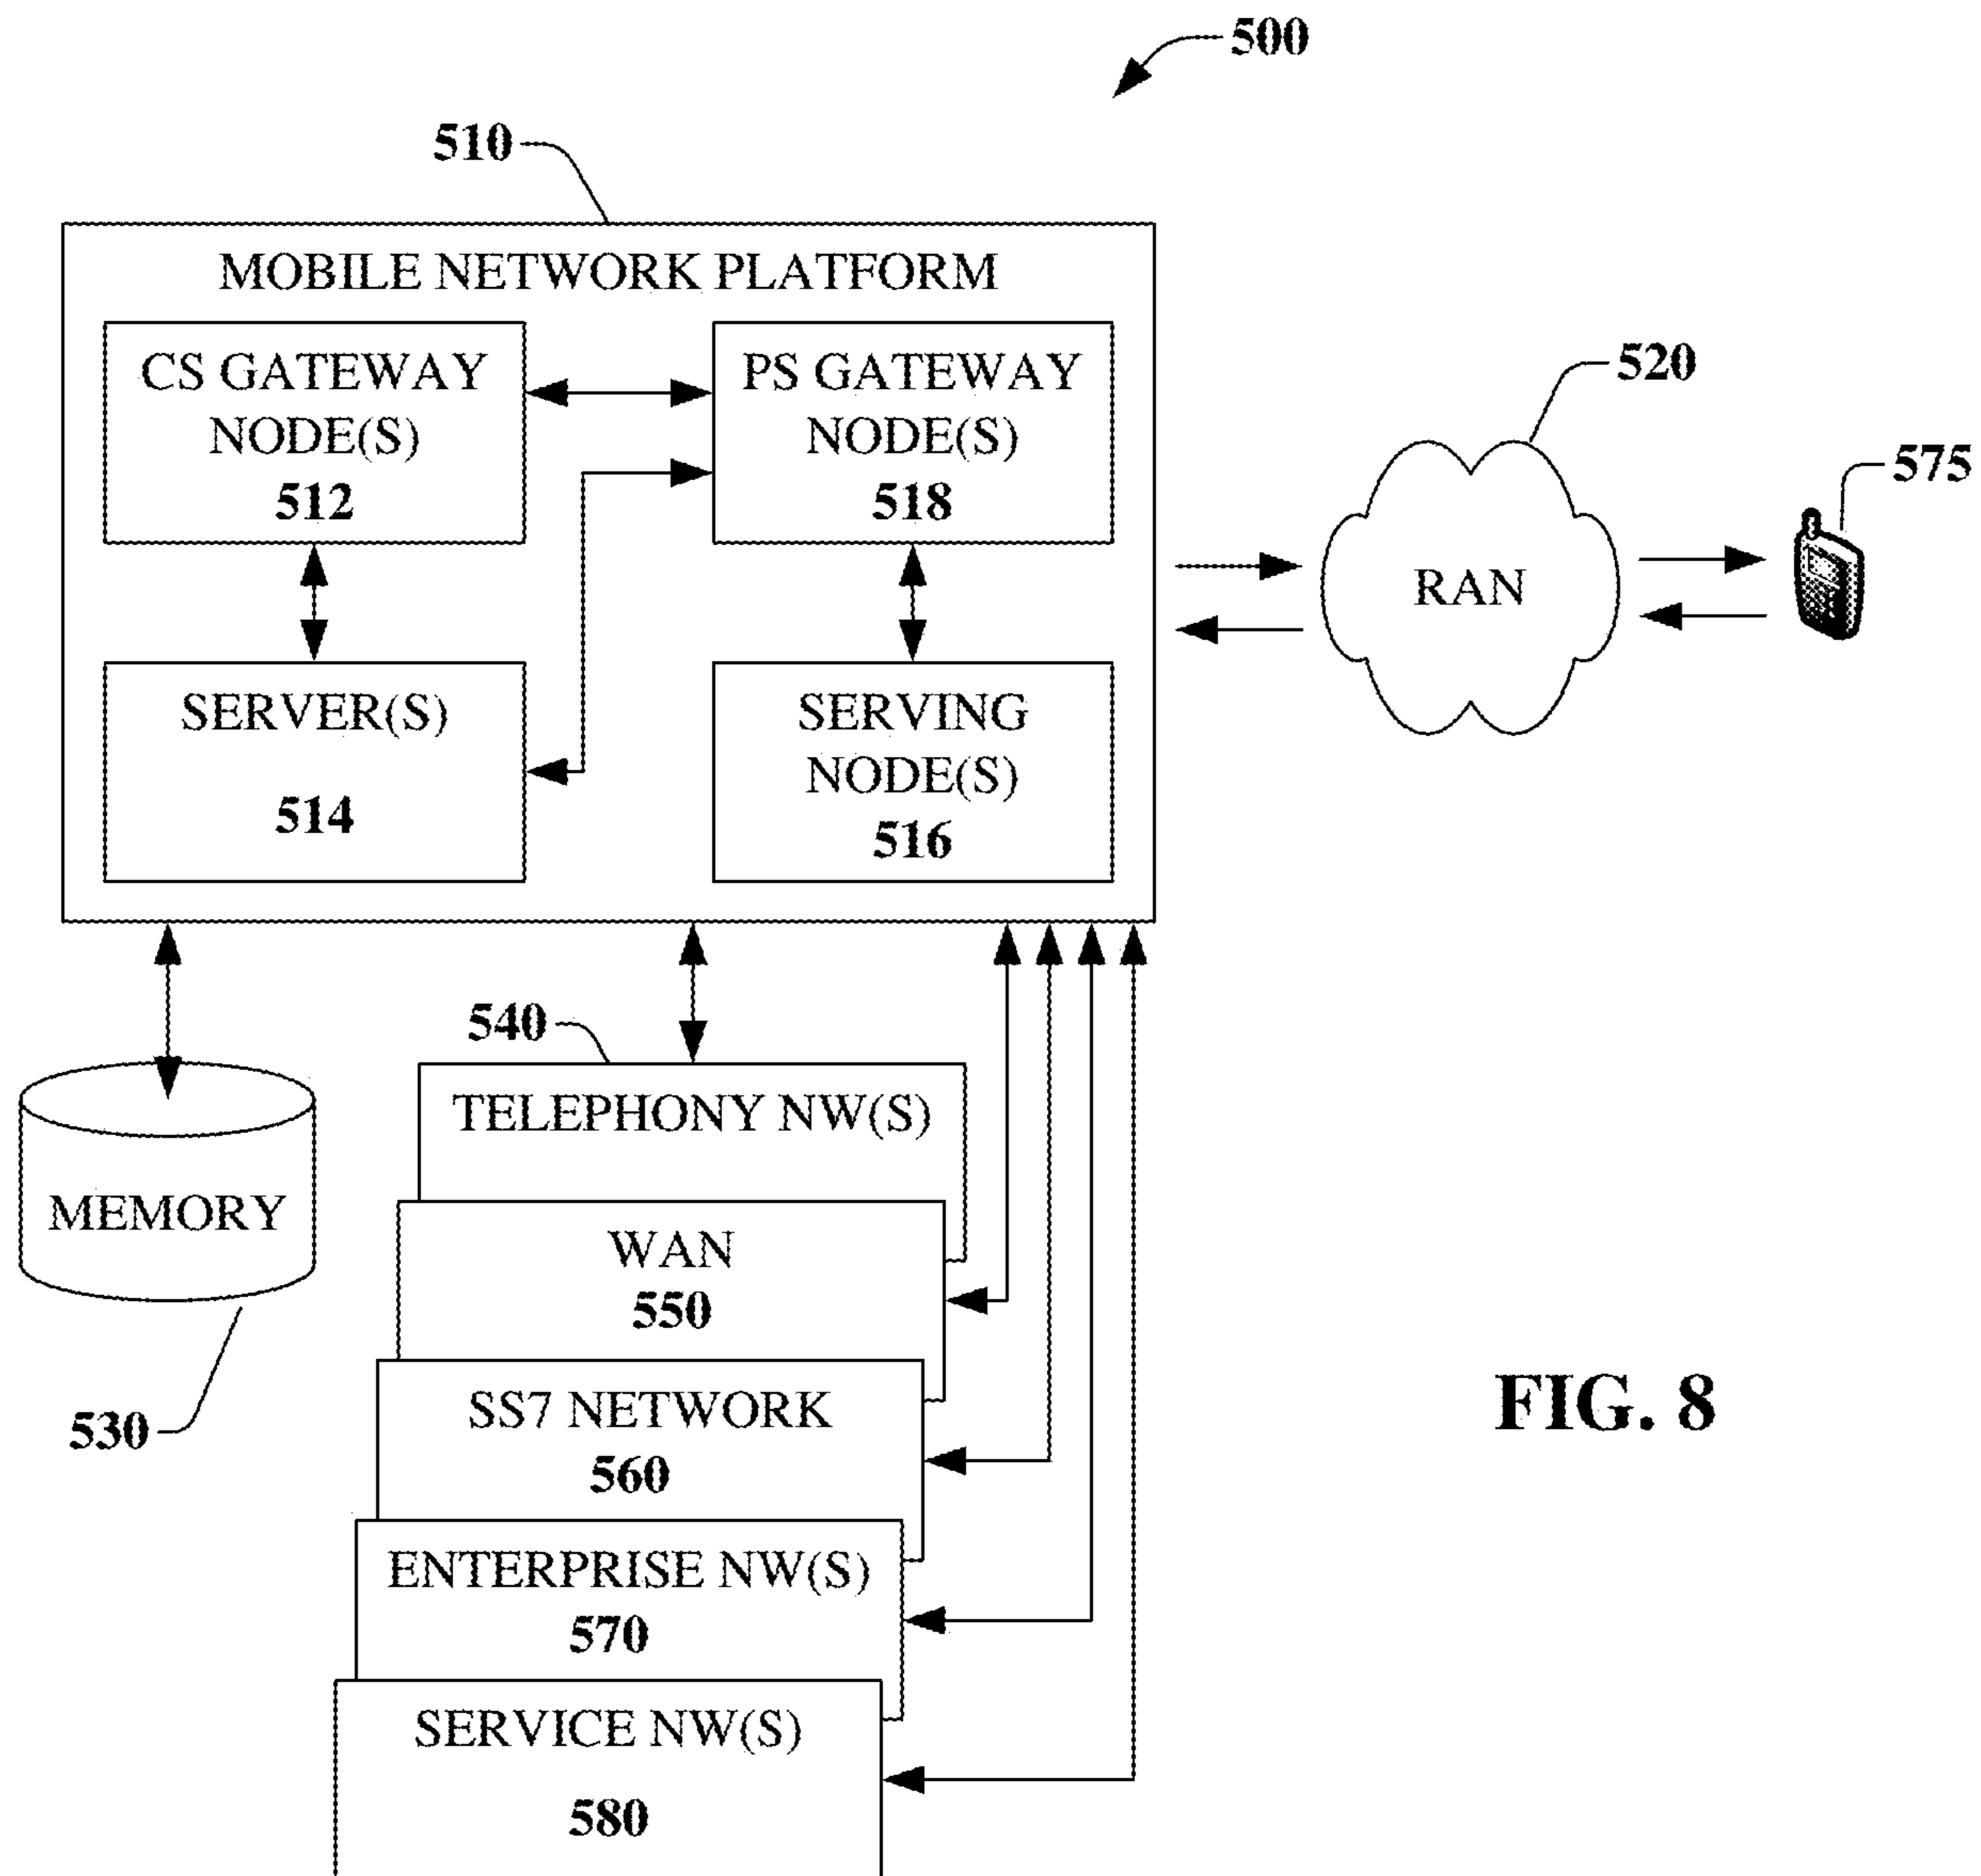 500
510
MOBILE NETWORK PLATFORM
CS GATEWAY
NODE(S)
512
PS GATEWAY
NODE(S)
518
SERVER(S)
514
SERVING
NODE(S)
516
520
RAN
575
540
TELEPHONY NW(S)
MEMORY
530
WAN
550
SS7 NETWORK
560
ENTERPRISE NW(S)
570
SERVICE NW(S)
580
FIG. 8